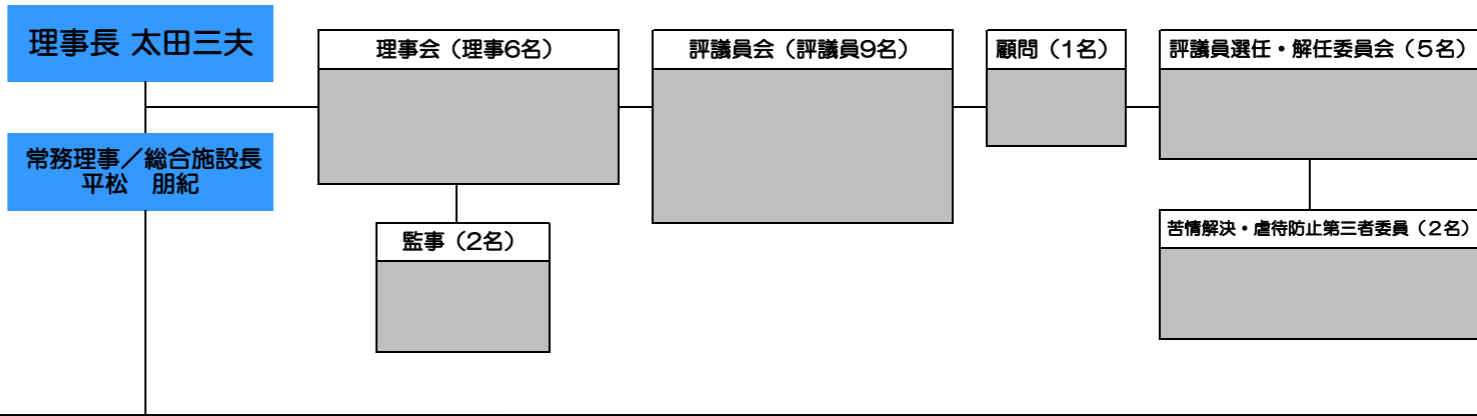 理事長 太田三夫
理事会（理事6名）
評議員会（評議員9名）
顧問（1名）
評議員選任・解任委員会（５名）
常務理事／総合施設長
平松　朋紀
監事（2名）
苦情解決・虐待防止第三者委員（２名）